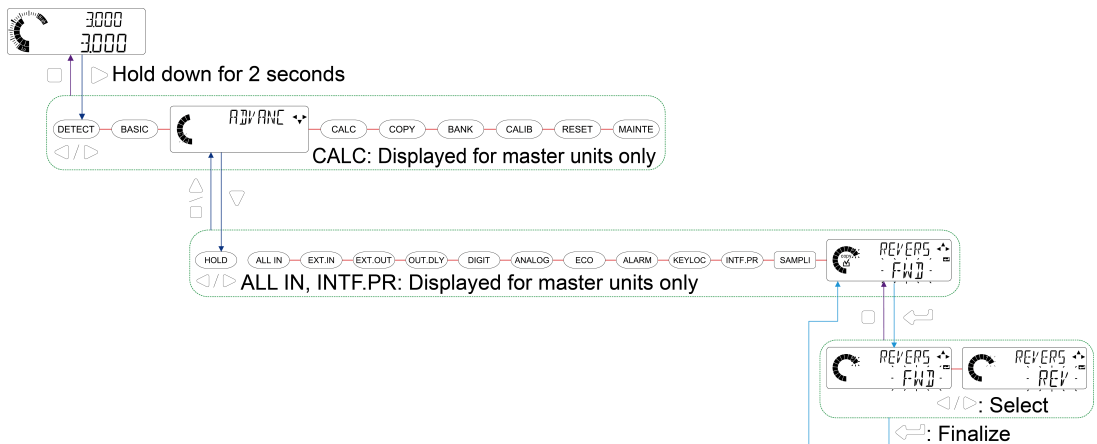 3.000
-3.000
Hold down for 2 seconds
ADVANC
DETECT BASIC CALC COPY BANK CALIB RESET MAINTE
CALC: Displayed for master units only
REVERS
- FWD -
HOLD ALL IN EXT.IN EXT.OUT OUT.DLY DIGIT ANALOG ECO ALARM KEYLOC INTF.PR SAMPLI
ALL IN, INTF.PR: Displayed for master units only
REVERS REVERS
- FWD - - REV -
/ : Select
: Finalize